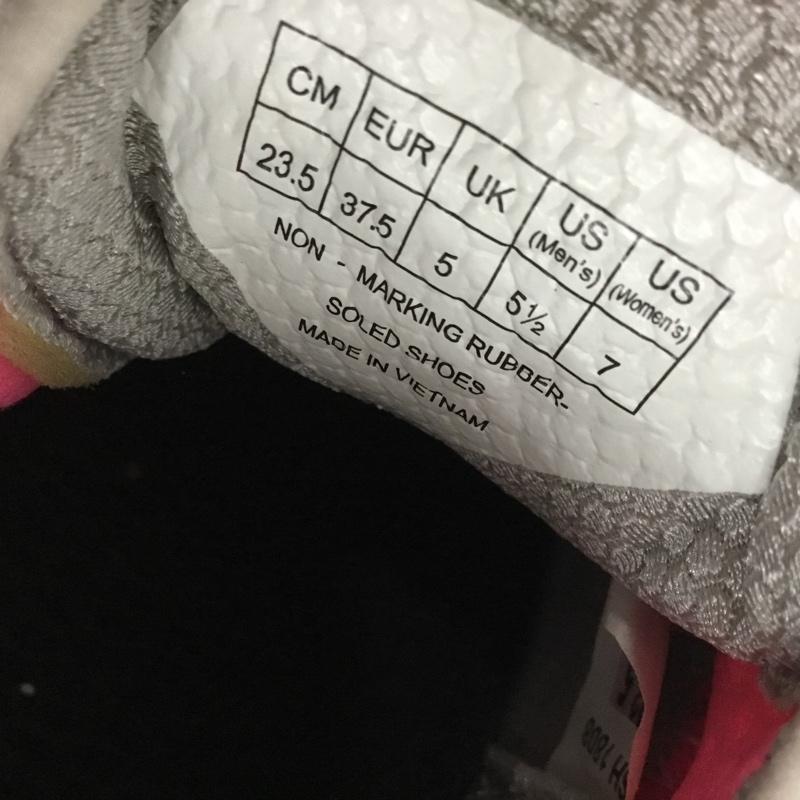 CM EUR UK US (Men's) US (Women's)
23.5 37.5 5 5½ 7
NON - MARKING RUBBER-
SOLED SHOES
MADE IN VIETNAM